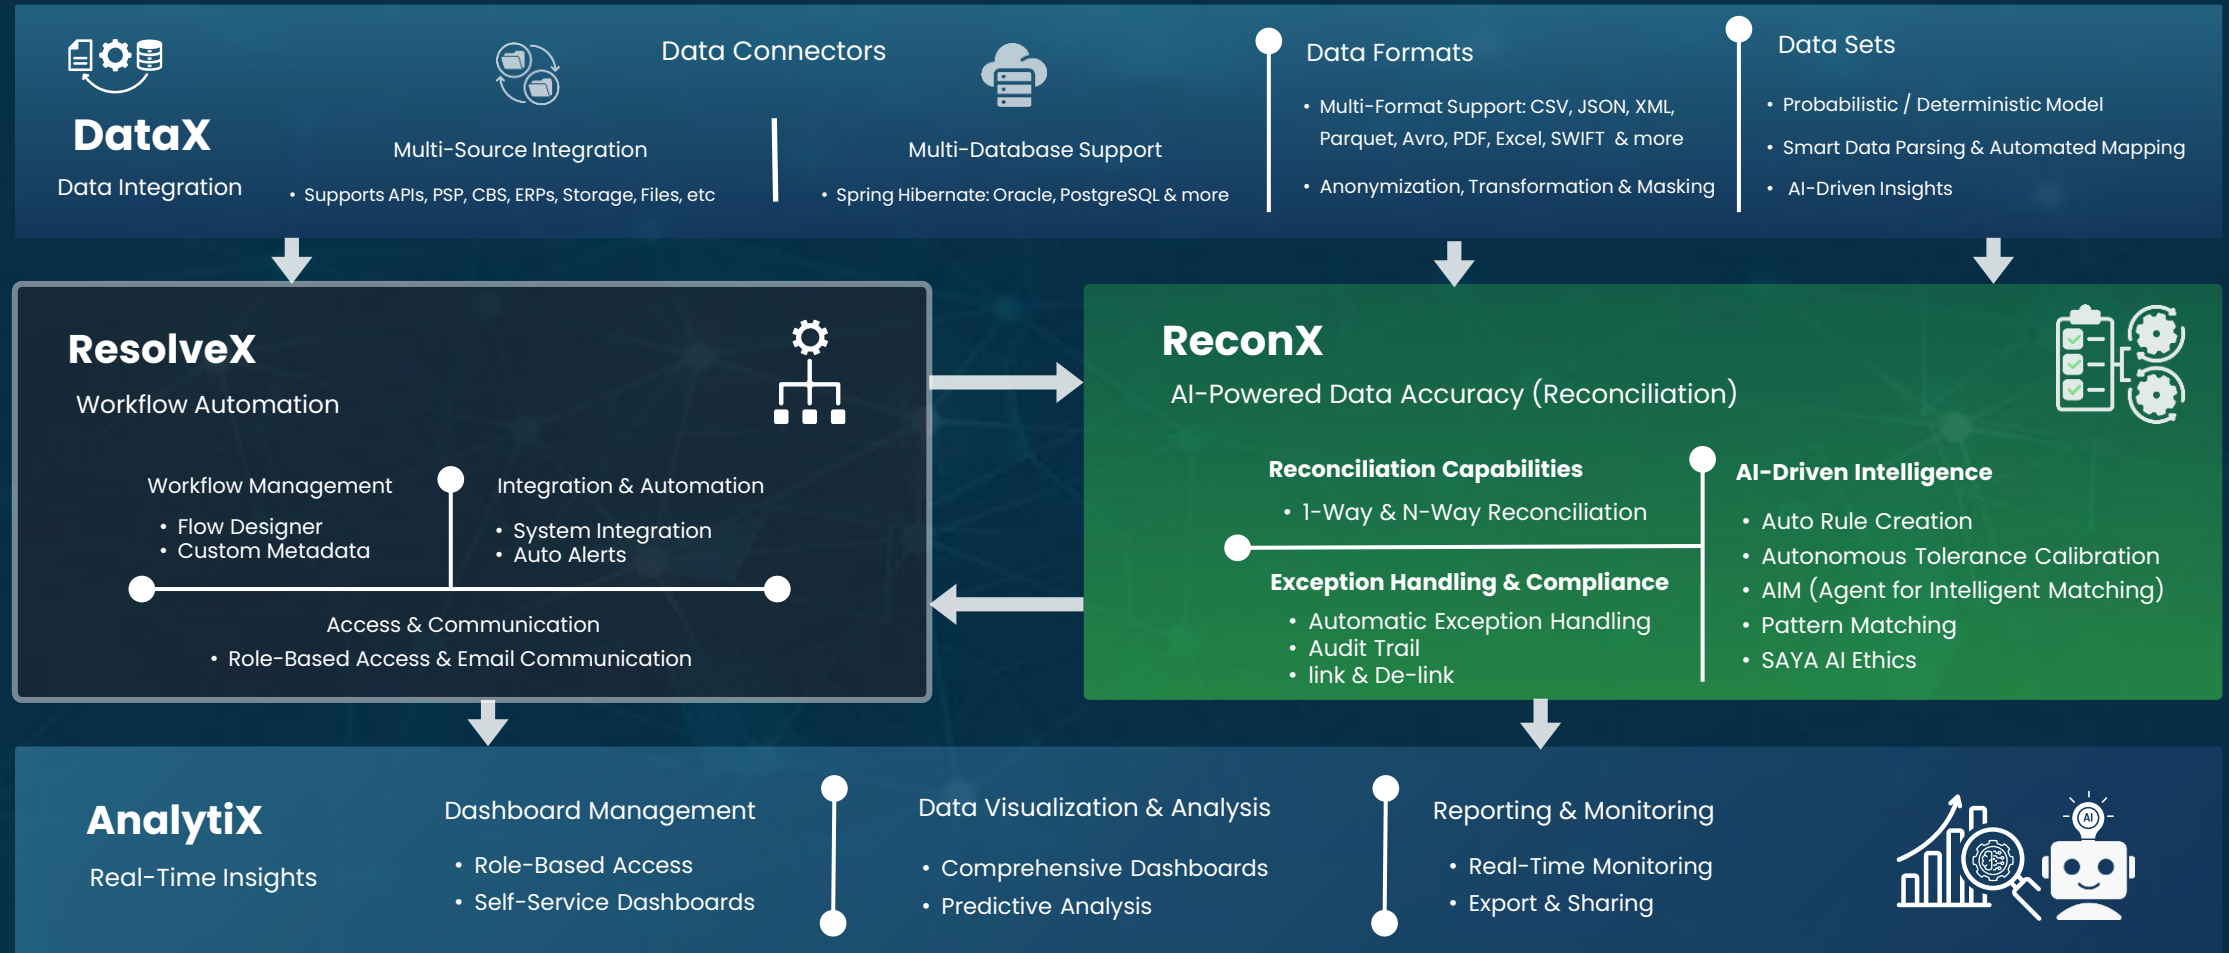 DataX
Data Integration
Data Connectors
Multi-Source Integration
• Supports APIs, PSP, CBS, ERPs, Storage, Files, etc
Multi-Database Support
• Spring Hibernate: Oracle, PostgreSQL & more
Data Formats
• Multi-Format Support: CSV, JSON, XML,
Parquet, Avro, PDF, Excel, SWIFT & more
• Anonymization, Transformation & Masking
Data Sets
• Probabilistic / Deterministic Model
• Smart Data Parsing & Automated Mapping
• AI-Driven Insights
ResolveX
Workflow Automation
Workflow Management
• Flow Designer
• Custom Metadata
Integration & Automation
• System Integration
• Auto Alerts
Access & Communication
• Role-Based Access & Email Communication
ReconX
AI-Powered Data Accuracy (Reconciliation)
Reconciliation Capabilities
• 1-Way & N-Way Reconciliation
Exception Handling & Compliance
• Automatic Exception Handling
• Audit Trail
• link & De-link
AI-Driven Intelligence
• Auto Rule Creation
• Autonomous Tolerance Calibration
• AIM (Agent for Intelligent Matching)
• Pattern Matching
• SAYA AI Ethics
AnalytiX
Real-Time Insights
Dashboard Management
• Role-Based Access
• Self-Service Dashboards
Data Visualization & Analysis
• Comprehensive Dashboards
• Predictive Analysis
Reporting & Monitoring
• Real-Time Monitoring
• Export & Sharing
AI